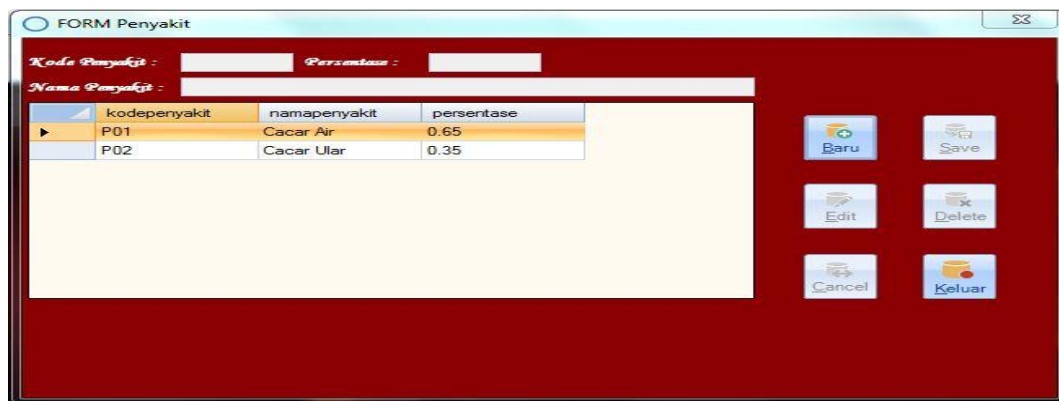 FORM Penyakit
Kode Penyakit : Persentase :
Nama Penyakit :
kodepenyakit namapenyakit persentase
P01 Cacar Air 0.65
P02 Cacar Ular 0.35
Baru Save
Edit Delete
Cancel Keluar